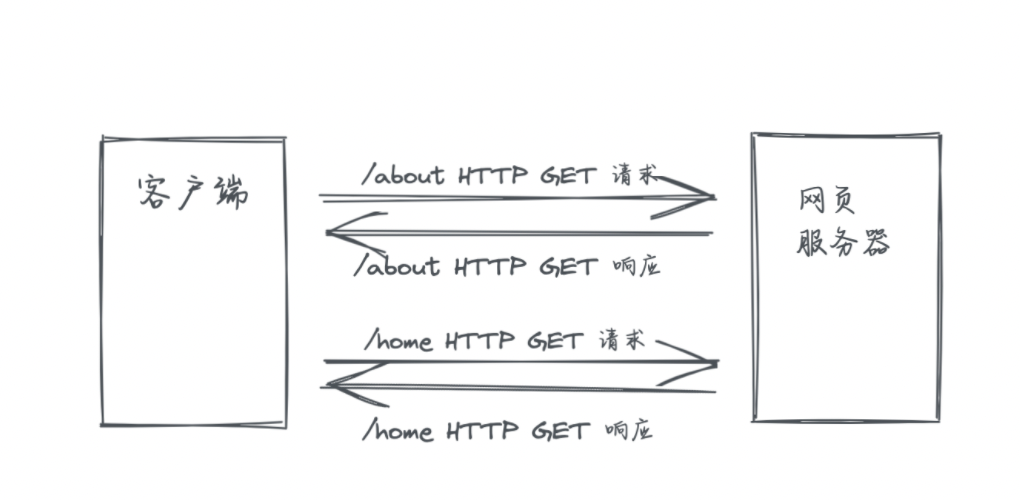 客户端
/about HTTP GET 请求
/about HTTP GET 响应
/home HTTP GET 请求
/home HTTP GET 响应
网页
服务器